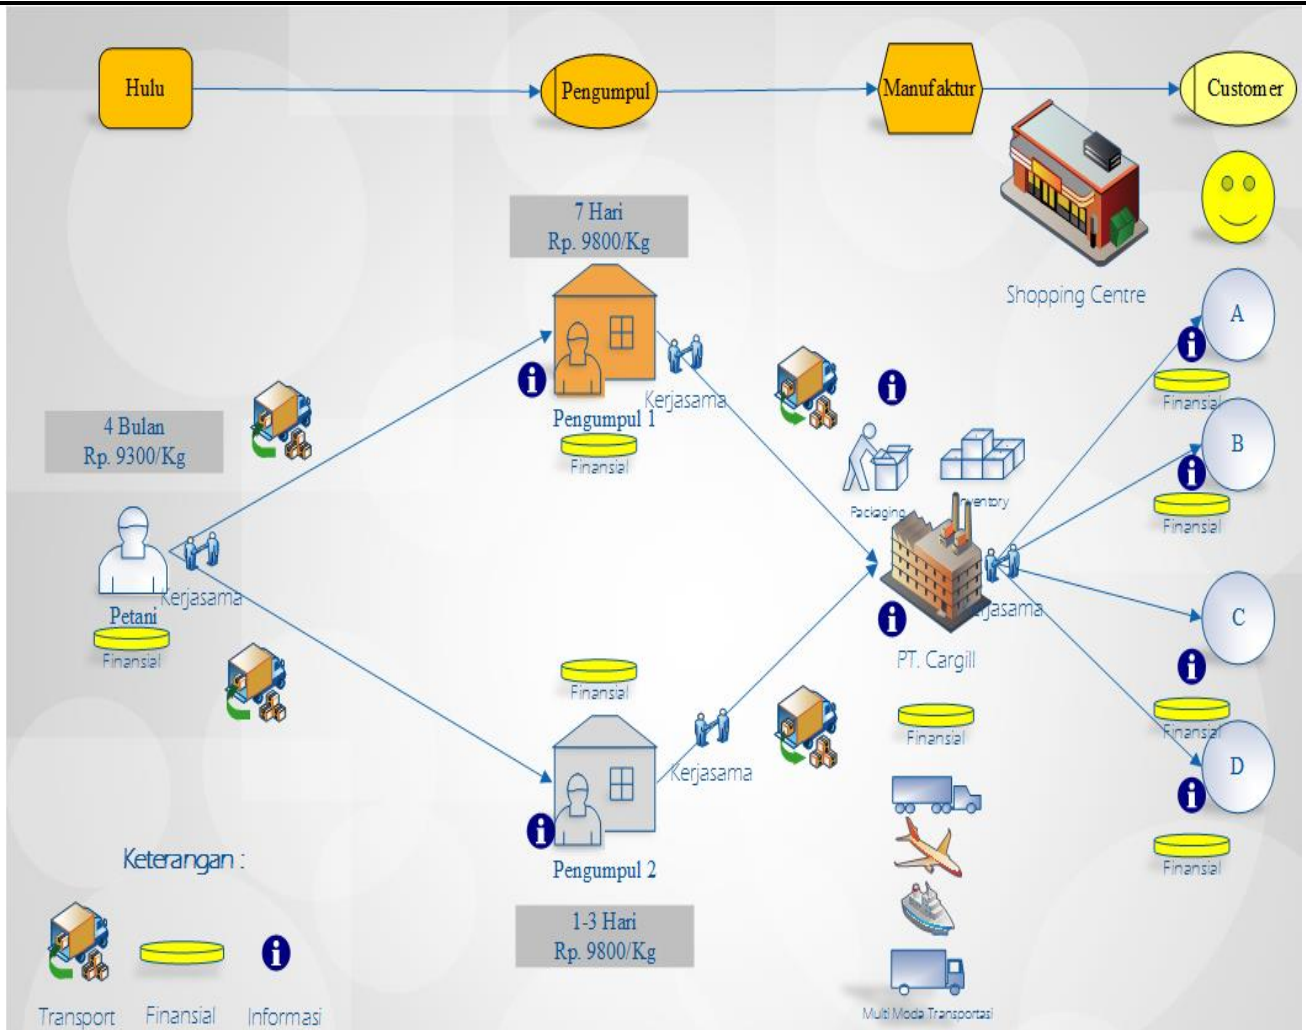 Hulu
Pengumpul
Manufaktur
Customer
7 Hari
Rp. 9800/Kg
Shopping Centre
A
Kerjasama
Finansial
4 Bulan
Rp. 9300/Kg
Pengumpul 1
Finansial
B
Packaging
Inventory
Finansial
Kerjasama
Petani
Finansial
Kerjasama
C
PT. Cargill
Finansial
Finansial
Finansial
Kerjasama
D
Keterangan :
Pengumpul 2
Finansial
1-3 Hari
Rp. 9800/Kg
Transport
Finansial
Informasi
Multi Moda Transportasi